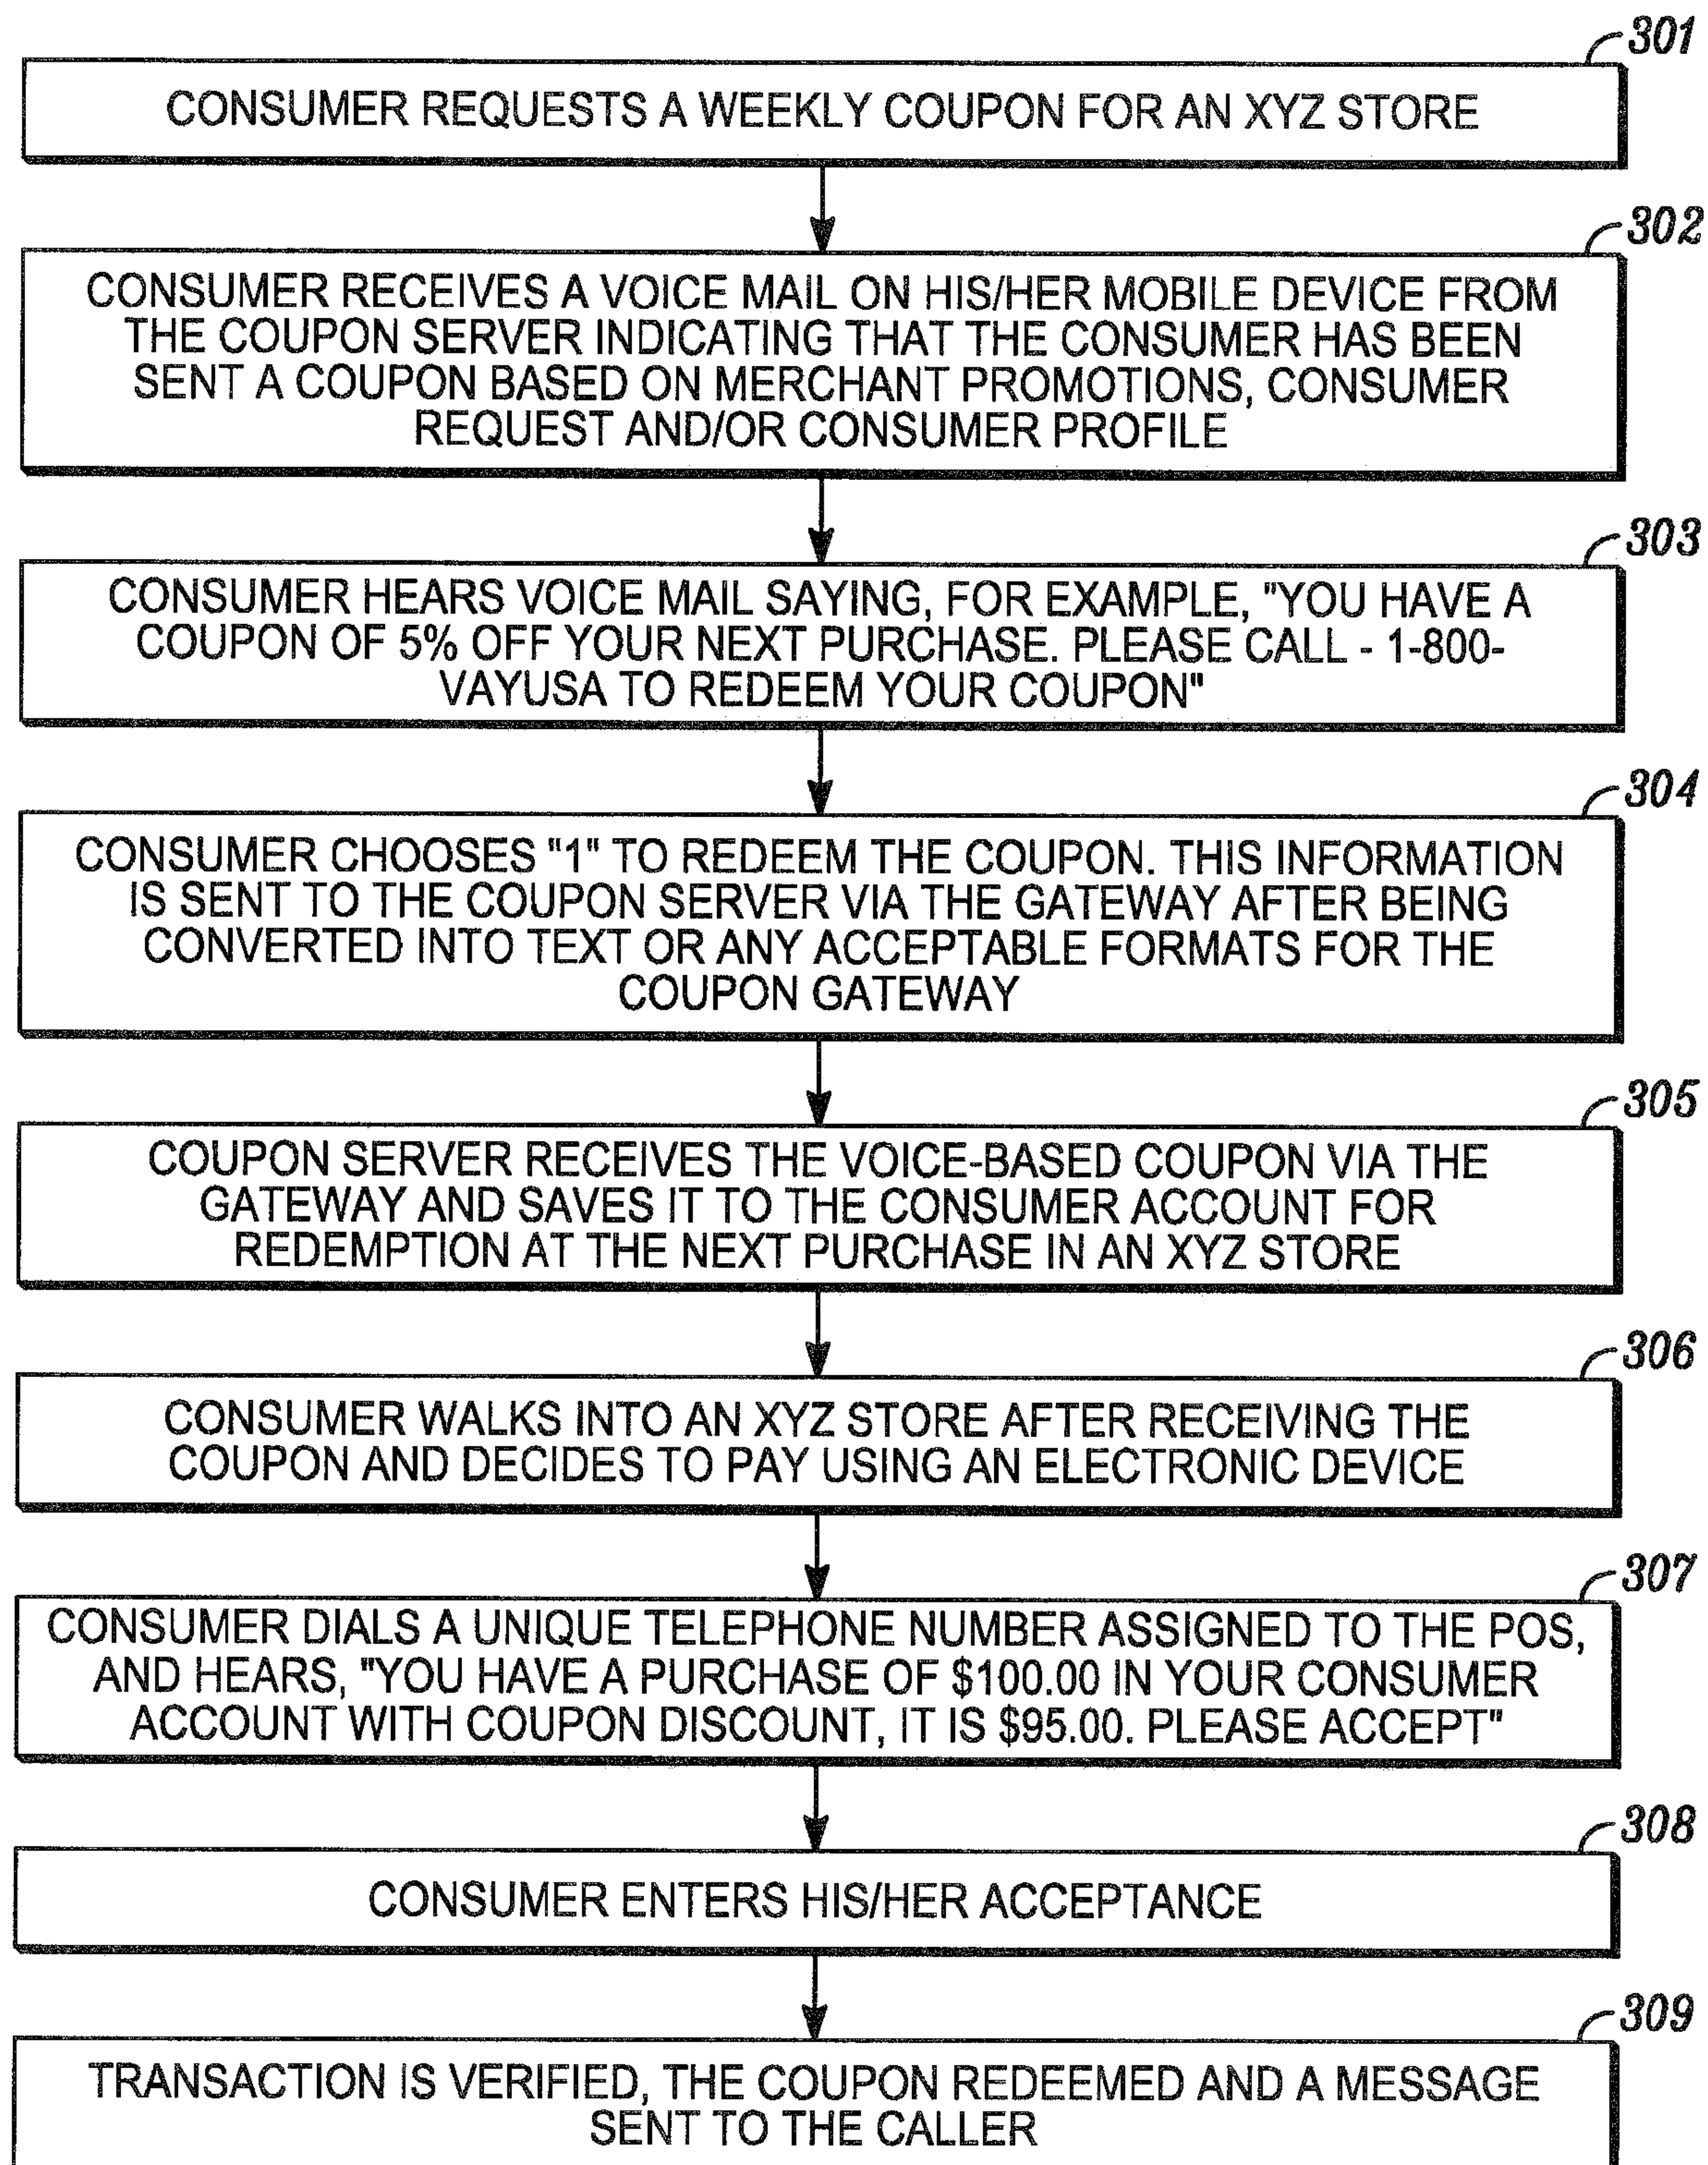 301
CONSUMER REQUESTS A WEEKLY COUPON FOR AN XYZ STORE
302
CONSUMER RECEIVES A VOICE MAIL ON HIS/HER MOBILE DEVICE FROM
THE COUPON SERVER INDICATING THAT THE CONSUMER HAS BEEN
SENT A COUPON BASED ON MERCHANT PROMOTIONS, CONSUMER
REQUEST AND/OR CONSUMER PROFILE
303
CONSUMER HEARS VOICE MAIL SAYING, FOR EXAMPLE, "YOU HAVE A
COUPON OF 5% OFF YOUR NEXT PURCHASE. PLEASE CALL - 1-800-
VAYUSA TO REDEEM YOUR COUPON"
304
CONSUMER CHOOSES "1" TO REDEEM THE COUPON. THIS INFORMATION
IS SENT TO THE COUPON SERVER VIA THE GATEWAY AFTER BEING
CONVERTED INTO TEXT OR ANY ACCEPTABLE FORMATS FOR THE
COUPON GATEWAY
305
COUPON SERVER RECEIVES THE VOICE-BASED COUPON VIA THE
GATEWAY AND SAVES IT TO THE CONSUMER ACCOUNT FOR
REDEMPTION AT THE NEXT PURCHASE IN AN XYZ STORE
306
CONSUMER WALKS INTO AN XYZ STORE AFTER RECEIVING THE
COUPON AND DECIDES TO PAY USING AN ELECTRONIC DEVICE
307
CONSUMER DIALS A UNIQUE TELEPHONE NUMBER ASSIGNED TO THE POS,
AND HEARS, "YOU HAVE A PURCHASE OF $100.00 IN YOUR CONSUMER
ACCOUNT WITH COUPON DISCOUNT, IT IS $95.00. PLEASE ACCEPT"
308
CONSUMER ENTERS HIS/HER ACCEPTANCE
309
TRANSACTION IS VERIFIED, THE COUPON REDEEMED AND A MESSAGE
SENT TO THE CALLER